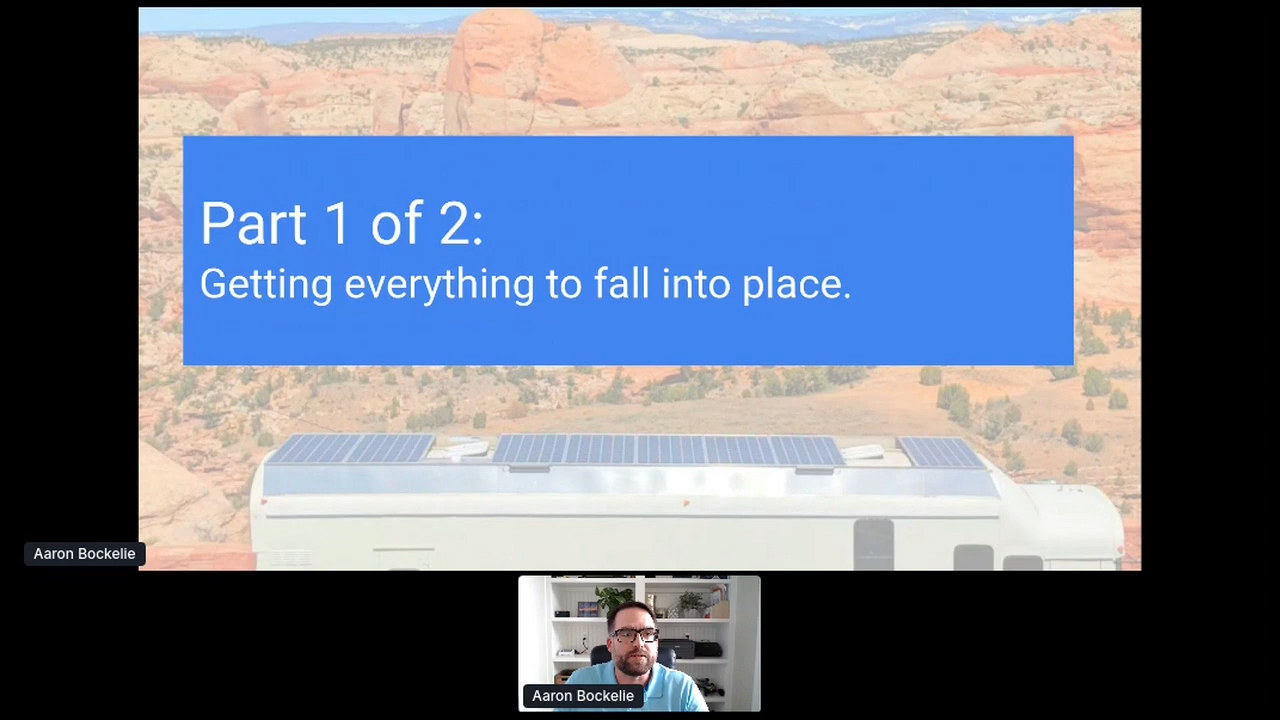 Part 1 of 2:
Getting everything to fall into place.
Aaron Bockelie
Aaron Bockelie